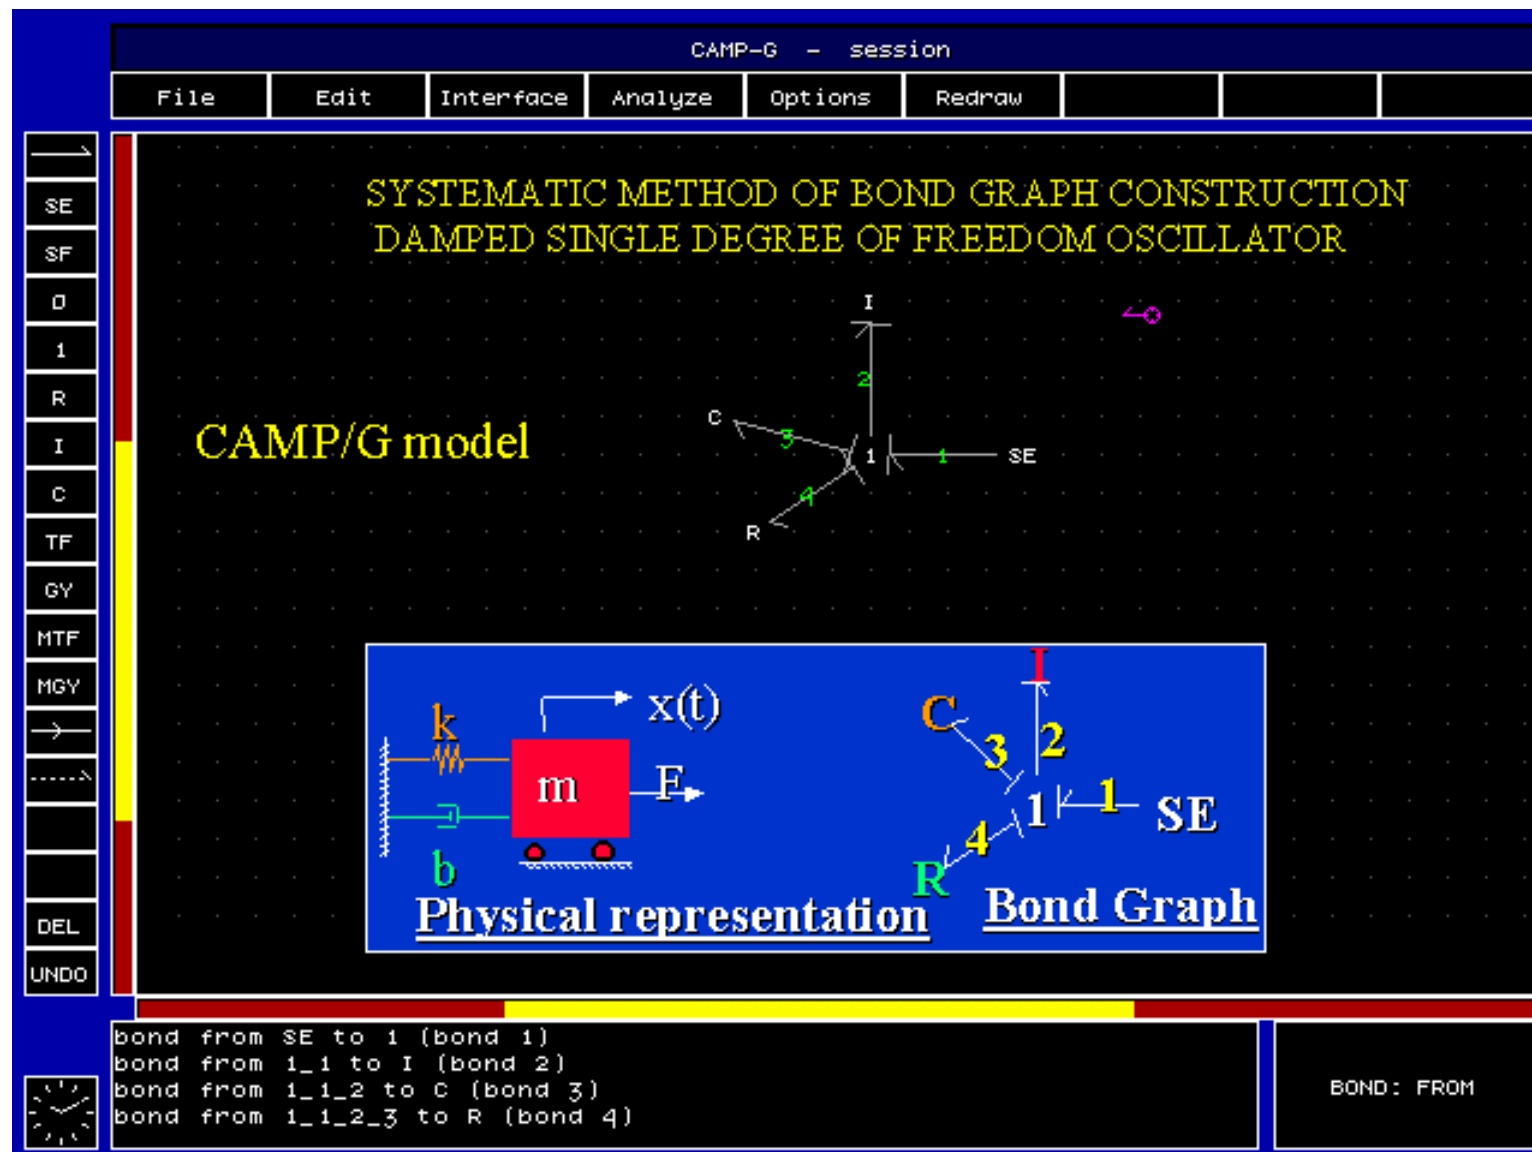 CAMP-G - session
File Edit Interface Analyze Options Redraw
SE
SF
0
1
R
I
C
TF
GY
MTF
MGY
DEL
UNDO
SYSTEMATIC METHOD OF BOND GRAPH CONSTRUCTION
DAMPED SINGLE DEGREE OF FREEDOM OSCILLATOR
CAMP/G model
I
2
C
3
1
1
SE
4
R
k
x(t)
m
F
b
Physical representation
I
C
3
2
1
1
SE
4
R
Bond Graph
bond from SE to 1 (bond 1)
bond from 1_1 to I (bond 2)
bond from 1_1_2 to C (bond 3)
bond from 1_1_2_3 to R (bond 4)
BOND: FROM